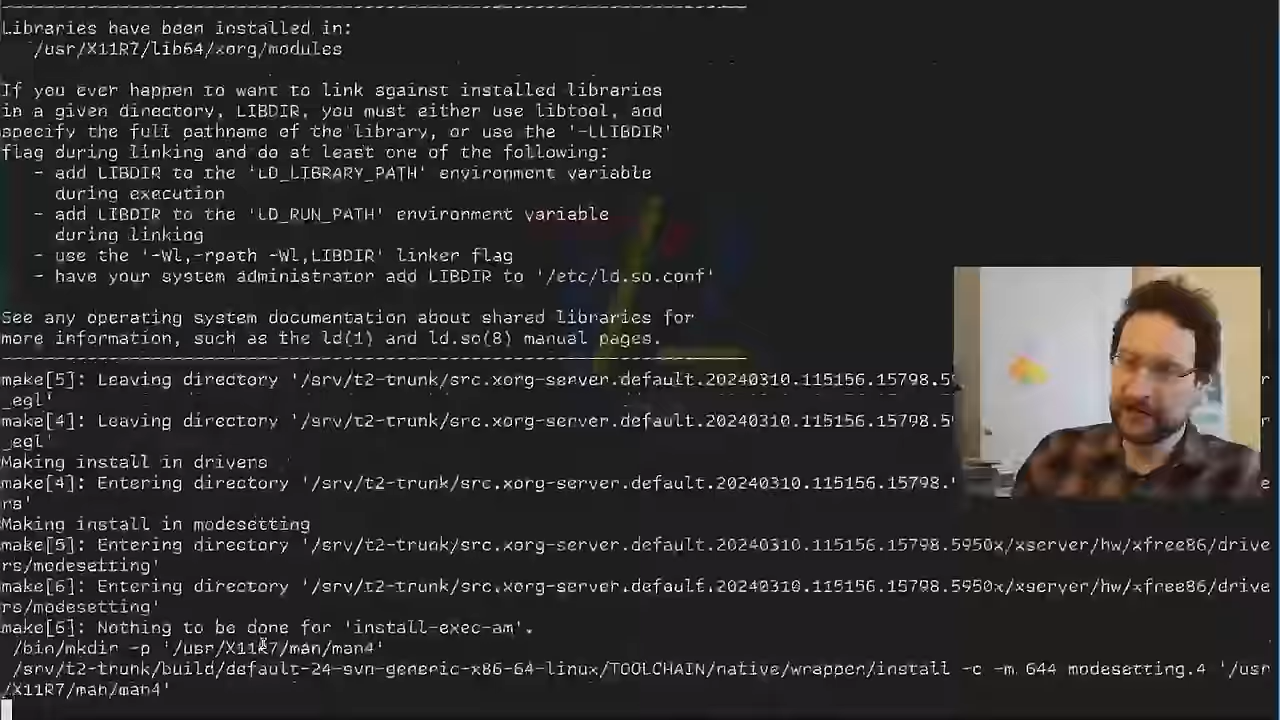 Libraries have been installed in:
/usr/X11R7/lib64/xorg/modules
If you ever happen to want to link against installed libraries
in a given directory, LIBDIR, you must either use libtool, and
specify the full pathname of the library, or use the '-LLIBDIR'
flag during linking and do at least one of the following:
- add LIBDIR to the 'LD_LIBRARY_PATH' environment variable
during execution
- add LIBDIR to the 'LD_RUN_PATH' environment variable
during linking
- use the '-Wl,-rpath -Wl,LIBDIR' linker flag
- have your system administrator add LIBDIR to '/etc/ld.so.conf'
See any operating system documentation about shared libraries for
more information, such as the ld(1) and ld.so(8) manual pages.
make[5]: Leaving directory '/srv/t2-trunk/src.xorg-server.default.20240310.115156.15798.5
_egl'
make[4]: Leaving directory '/srv/t2-trunk/src.xorg-server.default.20240310.115156.15798.5
_egl'
Making install in drivers
make[4]: Entering directory '/srv/t2-trunk/src.xorg-server.default.20240310.115156.15798.
rs'
Making install in modesetting
make[5]: Entering directory '/srv/t2-trunk/src.xorg-server.default.20240310.115156.15798.5950x/xserver/hw/xfree86/drive
rs/modesetting'
make[6]: Entering directory '/srv/t2-trunk/src.xorg-server.default.20240310.115156.15798.5950x/xserver/hw/xfree86/drive
rs/modesetting'
make[6]: Nothing to be done for 'install-exec-am'.
/bin/mkdir -p '/usr/X11R7/man/man4'
/srv/t2-trunk/build/default-24-svn-generic-x86-64-linux/TOOLCHAIN/native/wrapper/install -c -m 644 modesetting.4 '/usr
/X11R7/man/man4'